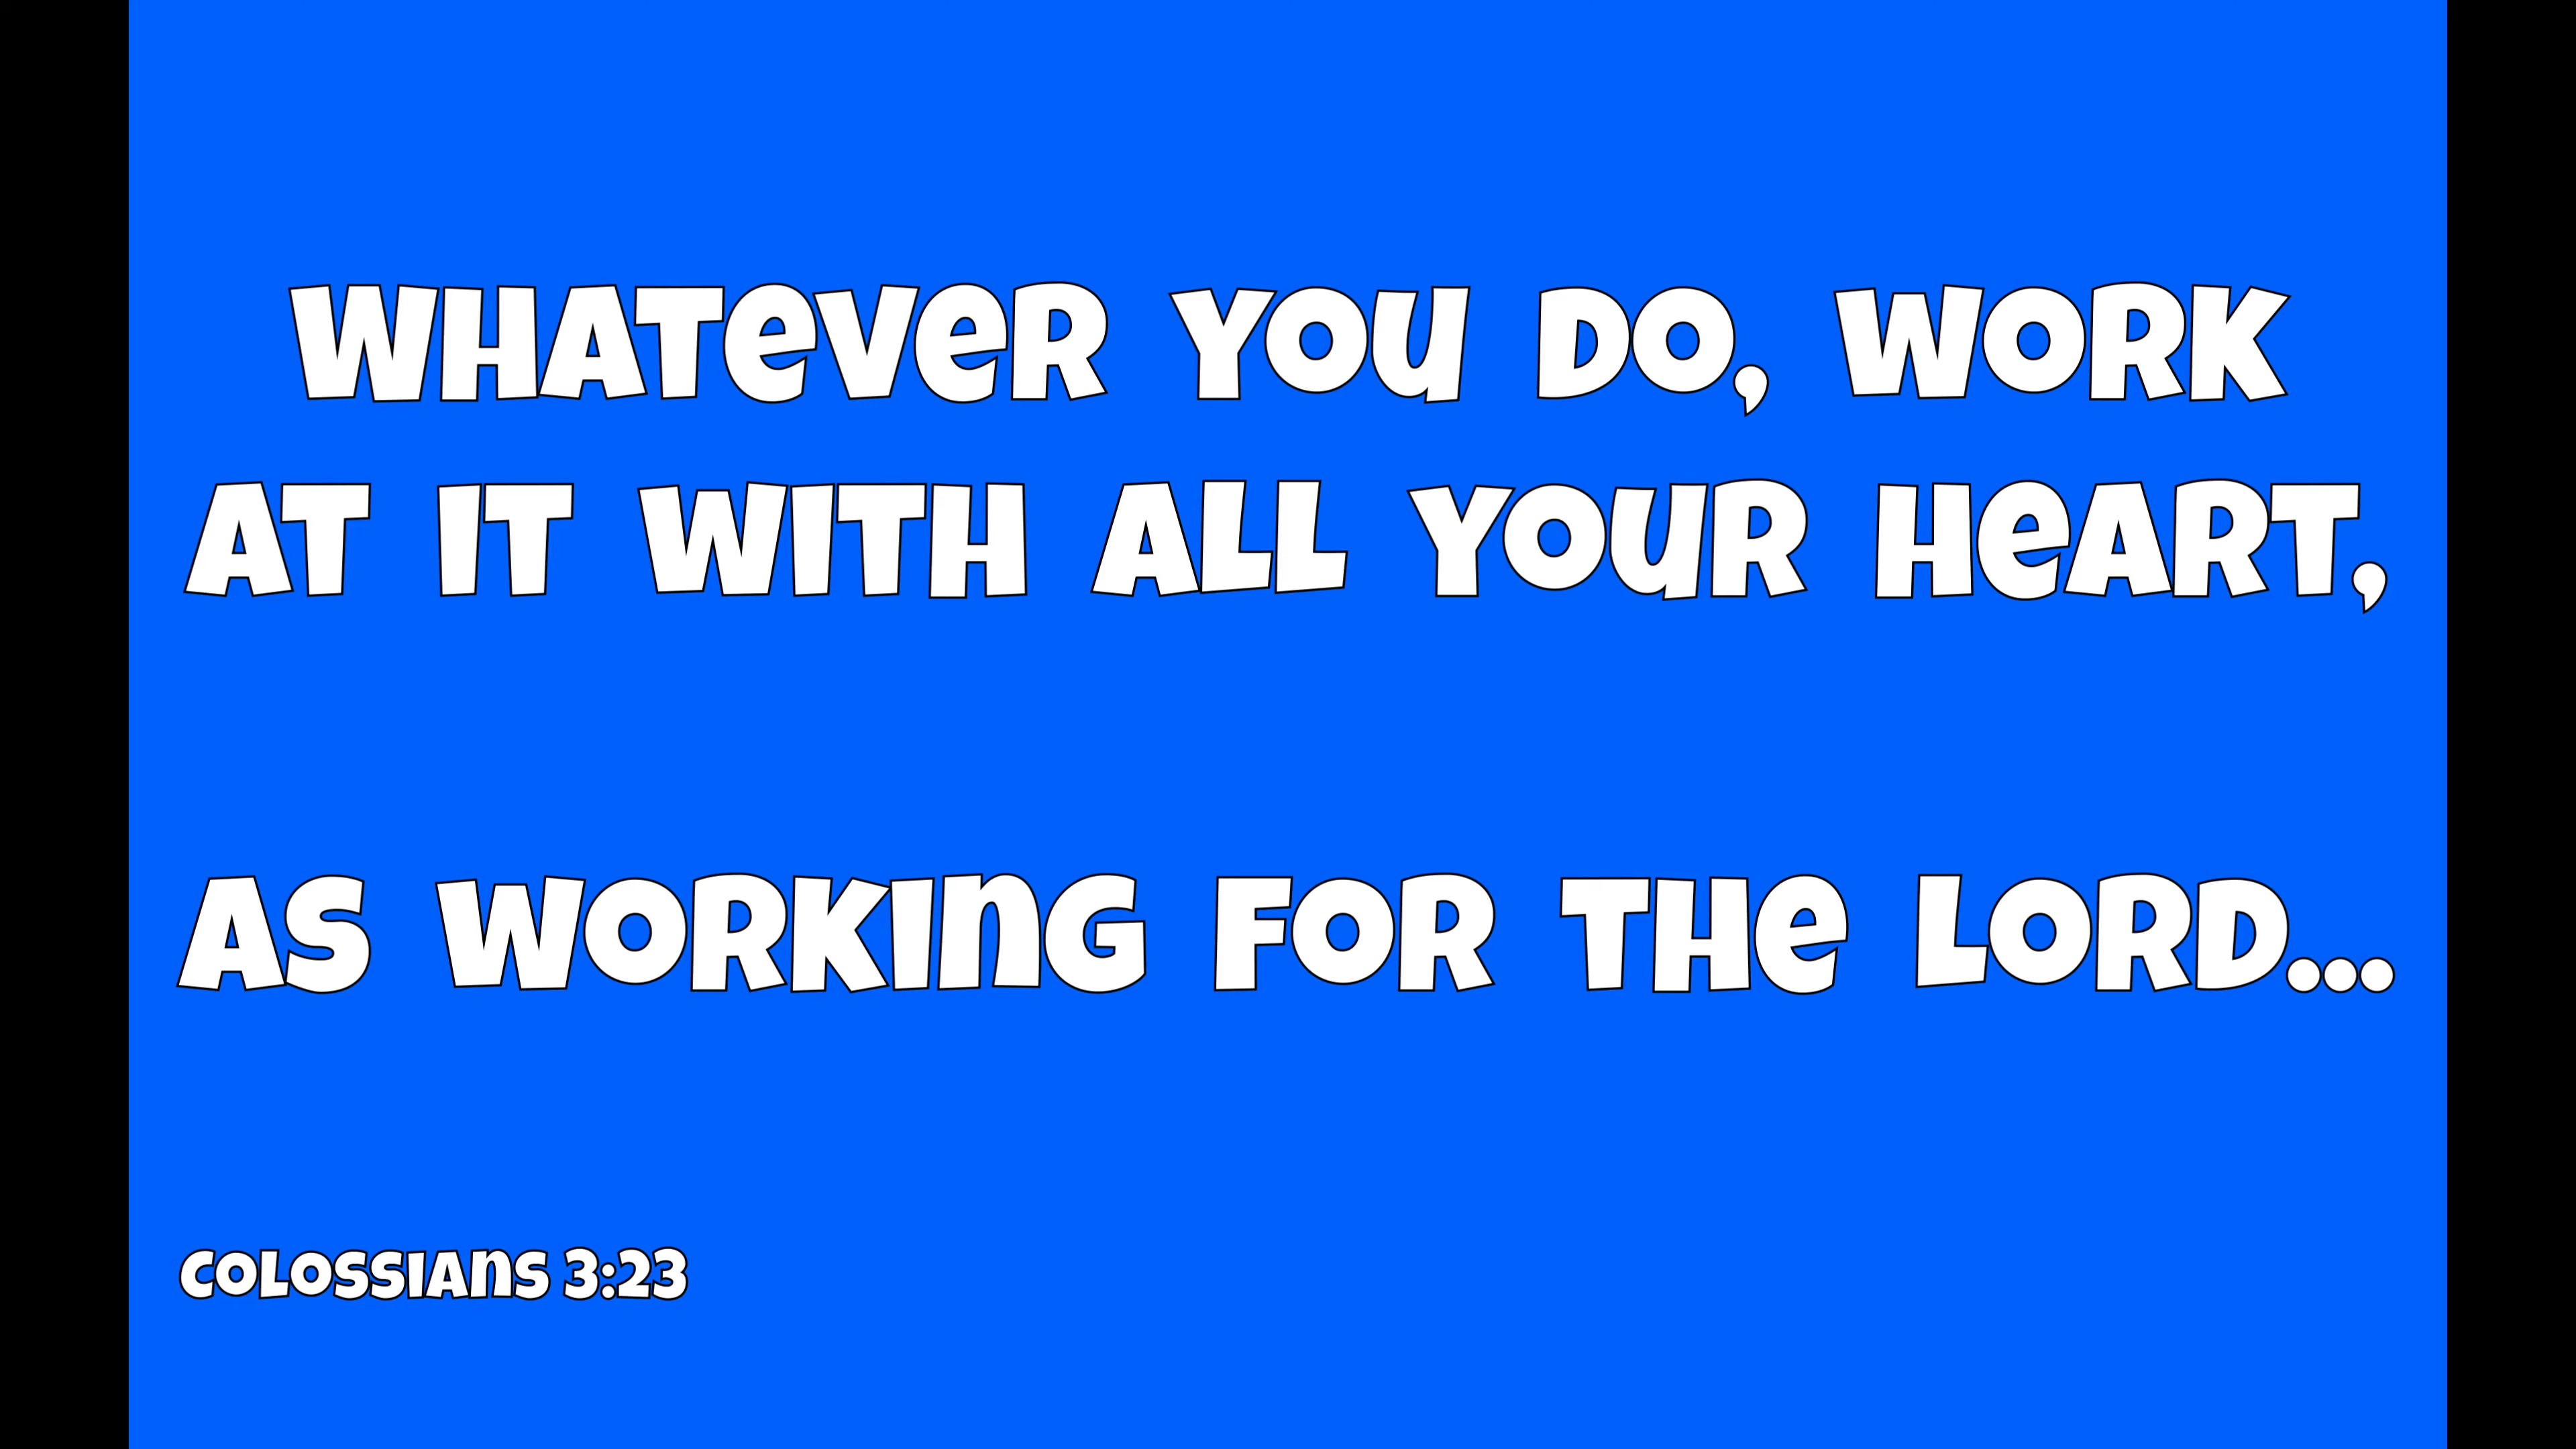 WHATEVER YOU DO, WORK
AT IT WITH ALL YOUR HEART,
AS WORKING FOR THE LORD...
COLOSSIANS 3:23